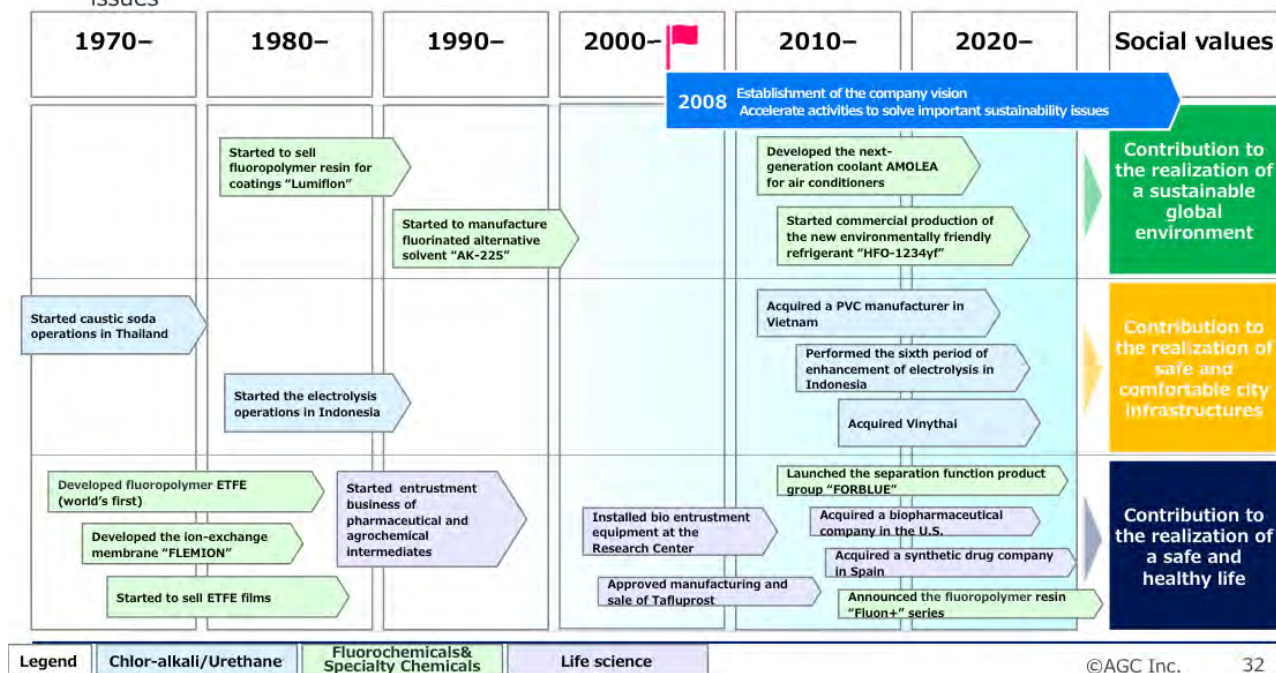 issues
1970–
1980–
1990–
2000–
2010–
2020–
Social values
2008
Establishment of the company vision
Accelerate activities to solve important sustainability issues
Started to sell
fluoropolymer resin for
coatings “Lumiflon”
Started to manufacture
fluorinated alternative
solvent “AK-225”
Developed the next-
generation coolant AMOLEA
for air conditioners
Started commercial production of
the new environmentally friendly
refrigerant “HFO-1234yf”
Contribution to
the realization of
a sustainable
global
environment
Started caustic soda
operations in Thailand
Started the electrolysis
operations in Indonesia
Acquired a PVC manufacturer in
Vietnam
Performed the sixth period of
enhancement of electrolysis in
Indonesia
Acquired Vinythai
Contribution to
the realization of
safe and
comfortable city
infrastructures
Developed fluoropolymer ETFE
(world’s first)
Developed the ion-exchange
membrane “FLEMION”
Started to sell ETFE films
Started entrustment
business of
pharmaceutical and
agrochemical
intermediates
Installed bio entrustment
equipment at the
Research Center
Approved manufacturing and
sale of Tafluprost
Launched the separation function product
group “FORBLUE”
Acquired a biopharmaceutical
company in the U.S.
Acquired a synthetic drug company
in Spain
Announced the fluoropolymer resin
“Fluon+” series
Contribution to
the realization of
a safe and
healthy life
Legend
Chlor-alkali/Urethane
Fluorochemicals&
Specialty Chemicals
Life science
©AGC Inc.
32